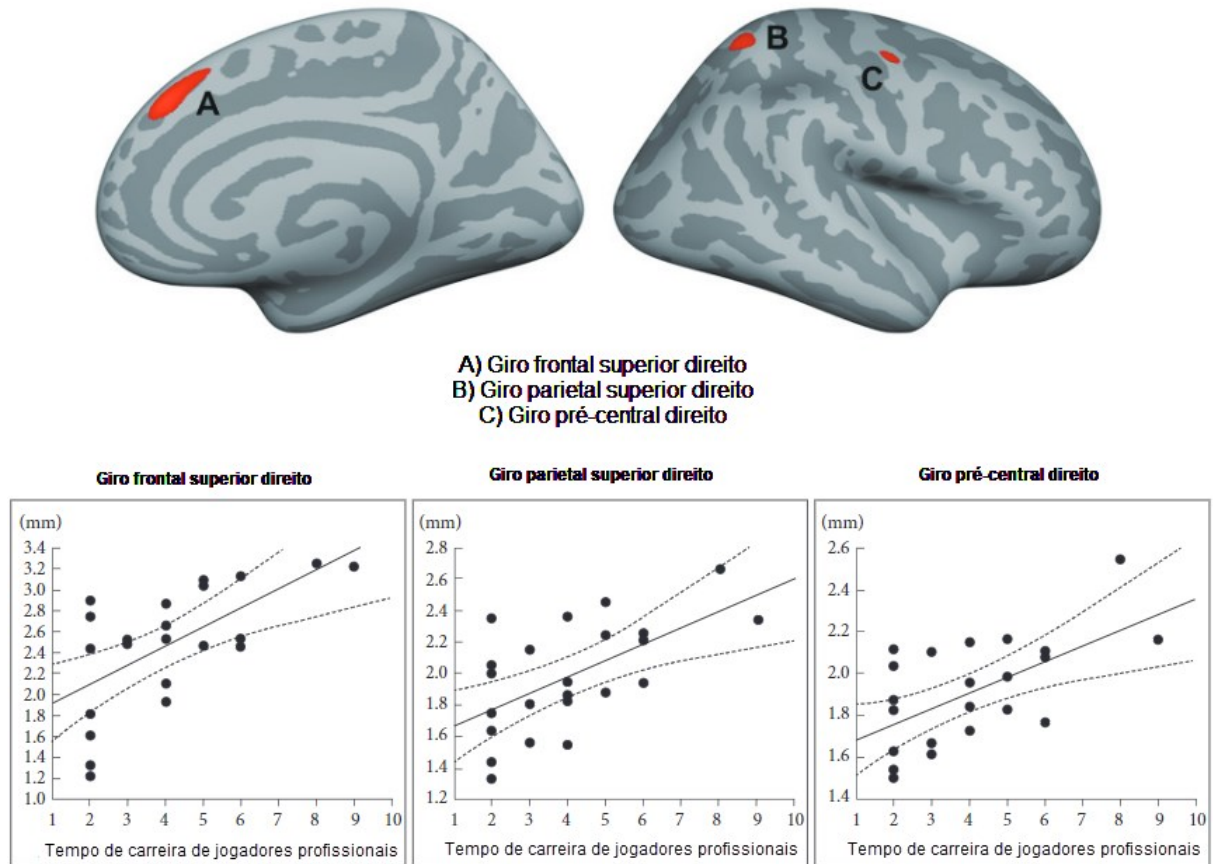 A
B
C
A) Giro frontal superior direito
B) Giro parietal superior direito
C) Giro pré-central direito
Giro frontal superior direito
(mm)
3.4
3.2
3.0
2.8
2.6
2.4
2.2
2.0
1.8
1.6
1.4
1.2
1.0
1 2 3 4 5 6 7 8 9 10
Tempo de carreira de jogadores profissionais
Giro parietal superior direito
(mm)
2.8
2.6
2.4
2.2
2.0
1.8
1.6
1.4
1.2
1 2 3 4 5 6 7 8 9 10
Tempo de carreira de jogadores profissionais
Giro pré-central direito
(mm)
2.6
2.4
2.2
2.0
1.8
1.6
1.4
1 2 3 4 5 6 7 8 9 10
Tempo de carreira de jogadores profissionais